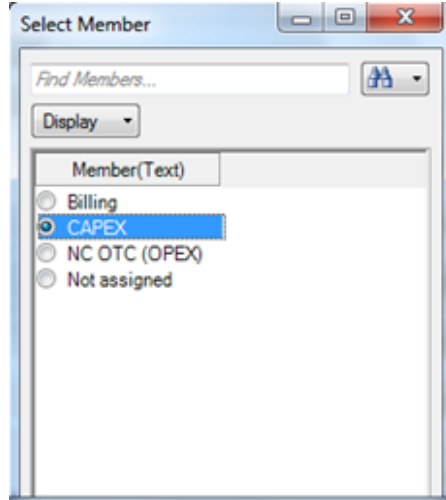 Select Member
Find Members...
Display
Member(Text)
Billing
CAPEX
NC OTC (OPEX)
Not assigned